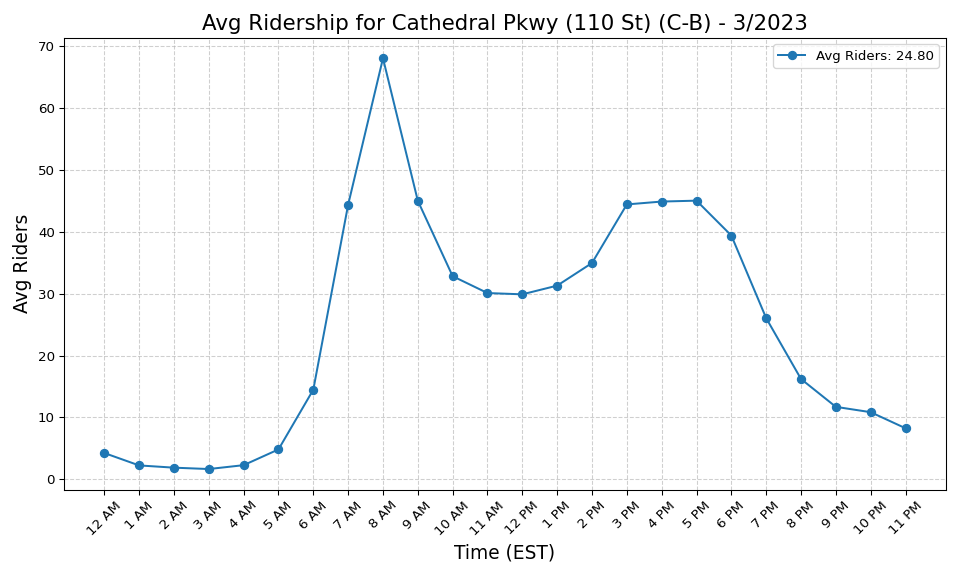 Avg Ridership for Cathedral Pkwy (110 St) (C-B) - 3/2023
Avg Riders: 24.80
Avg Riders
70
60
50
40
30
20
10
0
12 AM
1 AM
2 AM
3 AM
4 AM
5 AM
6 AM
7 AM
8 AM
9 AM
10 AM
11 AM
12 PM
1 PM
2 PM
3 PM
4 PM
5 PM
6 PM
7 PM
8 PM
9 PM
10 PM
11 PM
Time (EST)